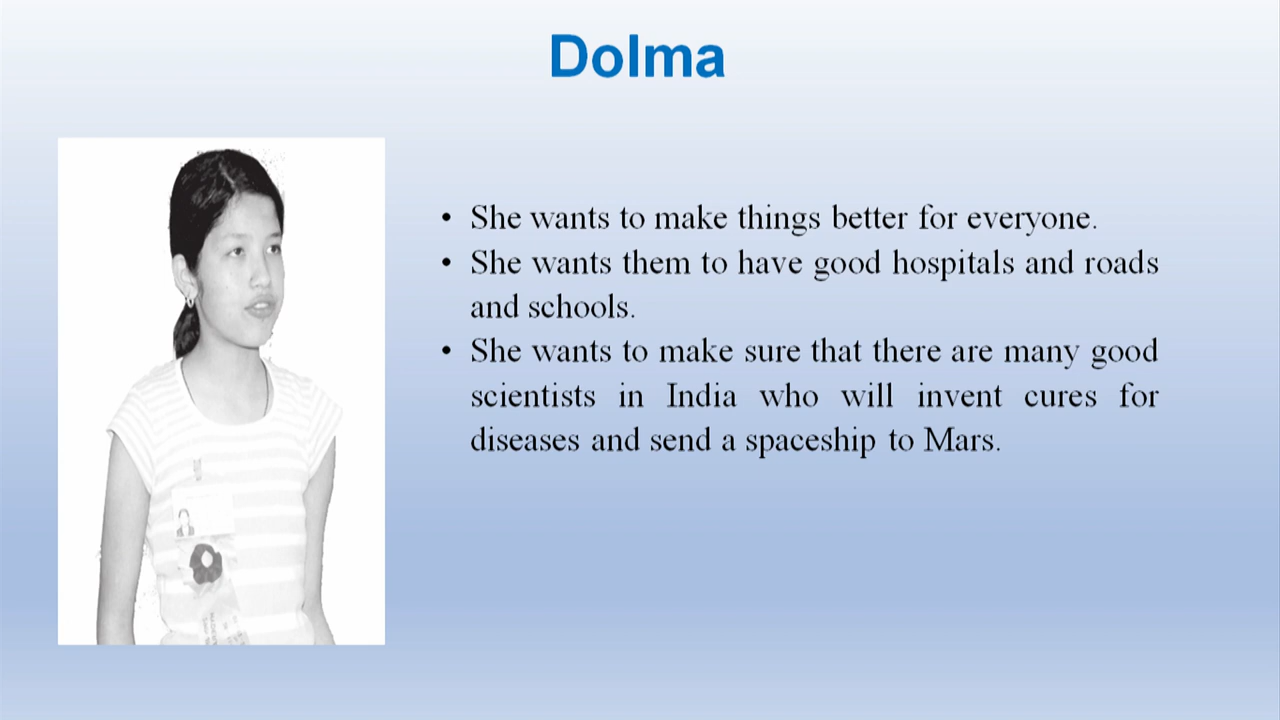 Dolma
• She wants to make things better for everyone.
• She wants them to have good hospitals and roads
and schools.
• She wants to make sure that there are many good
scientists in India who will invent cures for
diseases and send a spaceship to Mars.